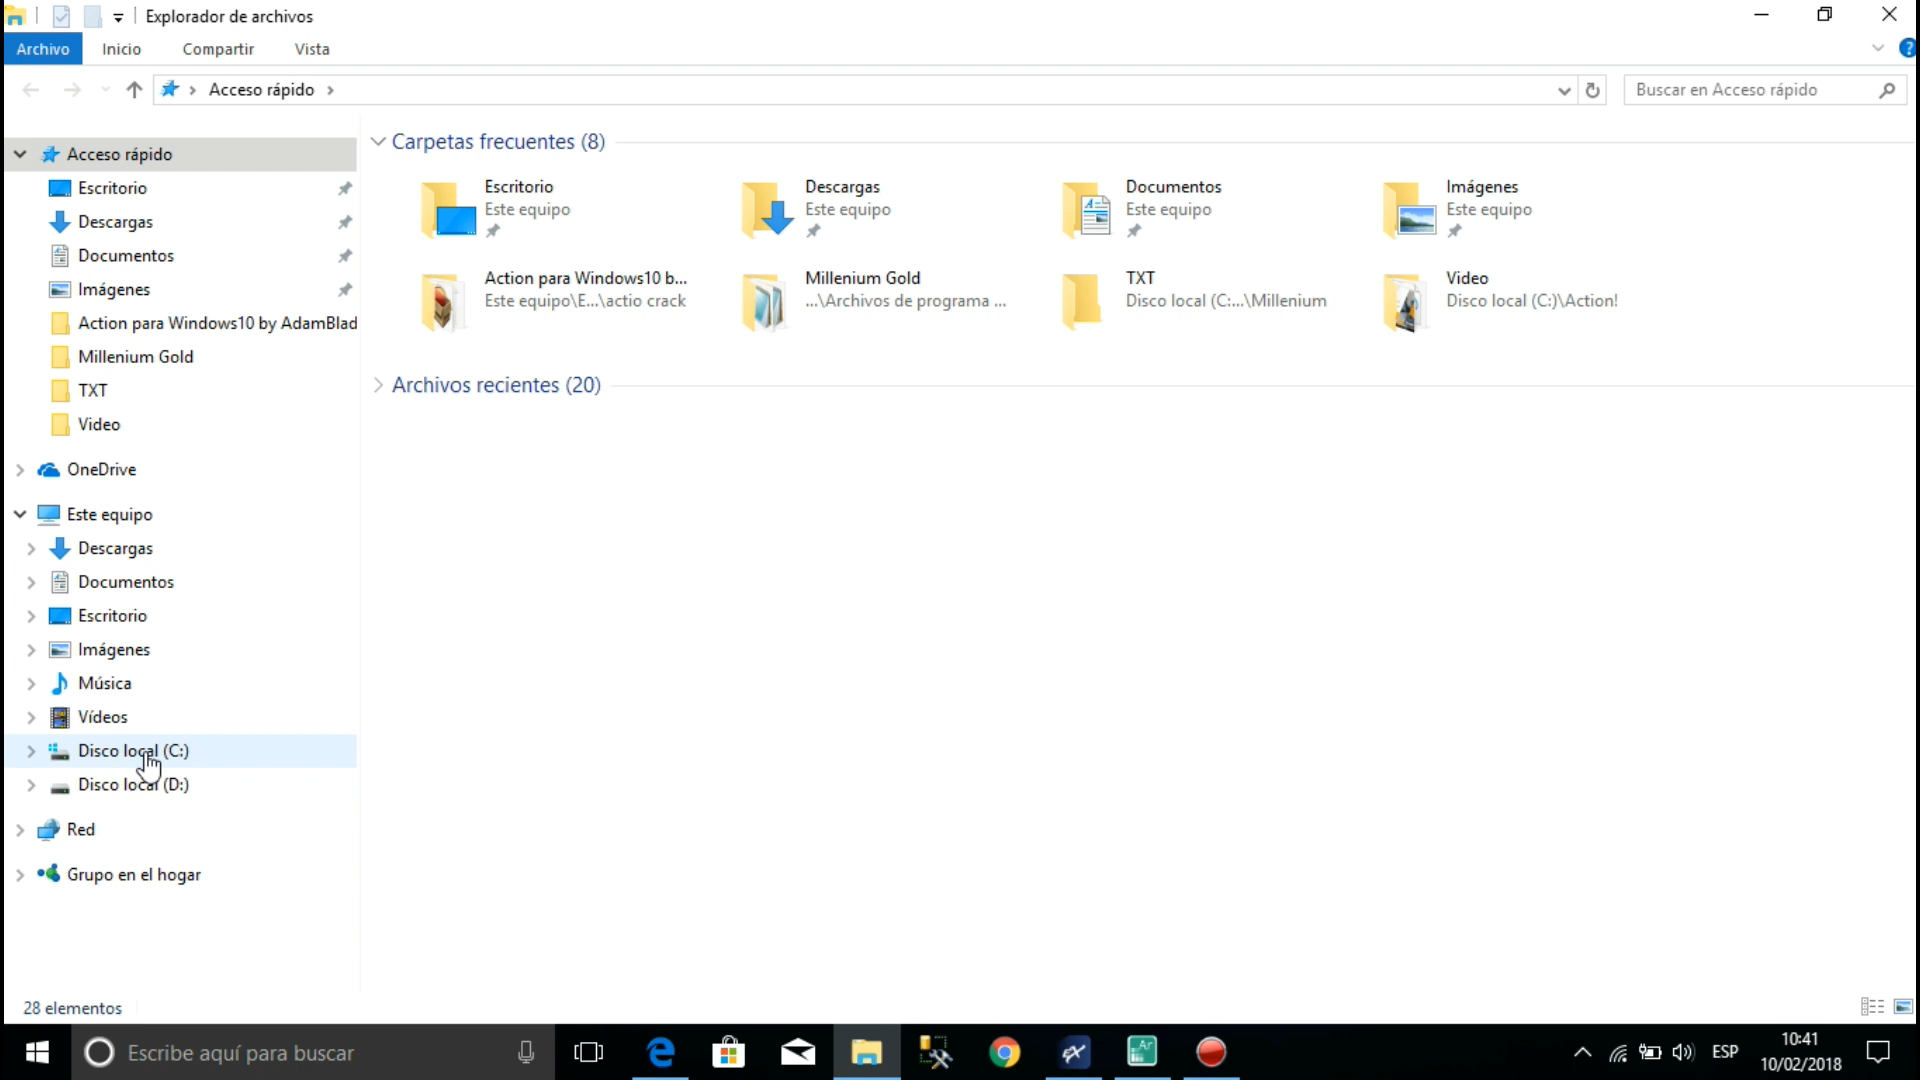 Explorador de archivos
Archivo
Inicio
Compartir
Vista
Acceso rápido
Buscar en Acceso rápido
Acceso rápido
Escritorio
Descargas
Documentos
Imágenes
Action para Windows10 by AdamBlad
Millenium Gold
TXT
Video
OneDrive
Este equipo
Descargas
Documentos
Escritorio
Imágenes
Música
Vídeos
Disco local (C:)
Disco local (D:)
Red
Grupo en el hogar
Carpetas frecuentes (8)
Escritorio
Este equipo
Descargas
Este equipo
Documentos
Este equipo
Imágenes
Este equipo
Action para Windows10 b...
Este equipo\E...\actio crack
Millenium Gold
...\Archivos de programa ...
TXT
Disco local (C:...\Millenium
Video
Disco local (C:)\Action!
Archivos recientes (20)
28 elementos
Escribe aquí para buscar
Ar
ESP
10:41
10/02/2018